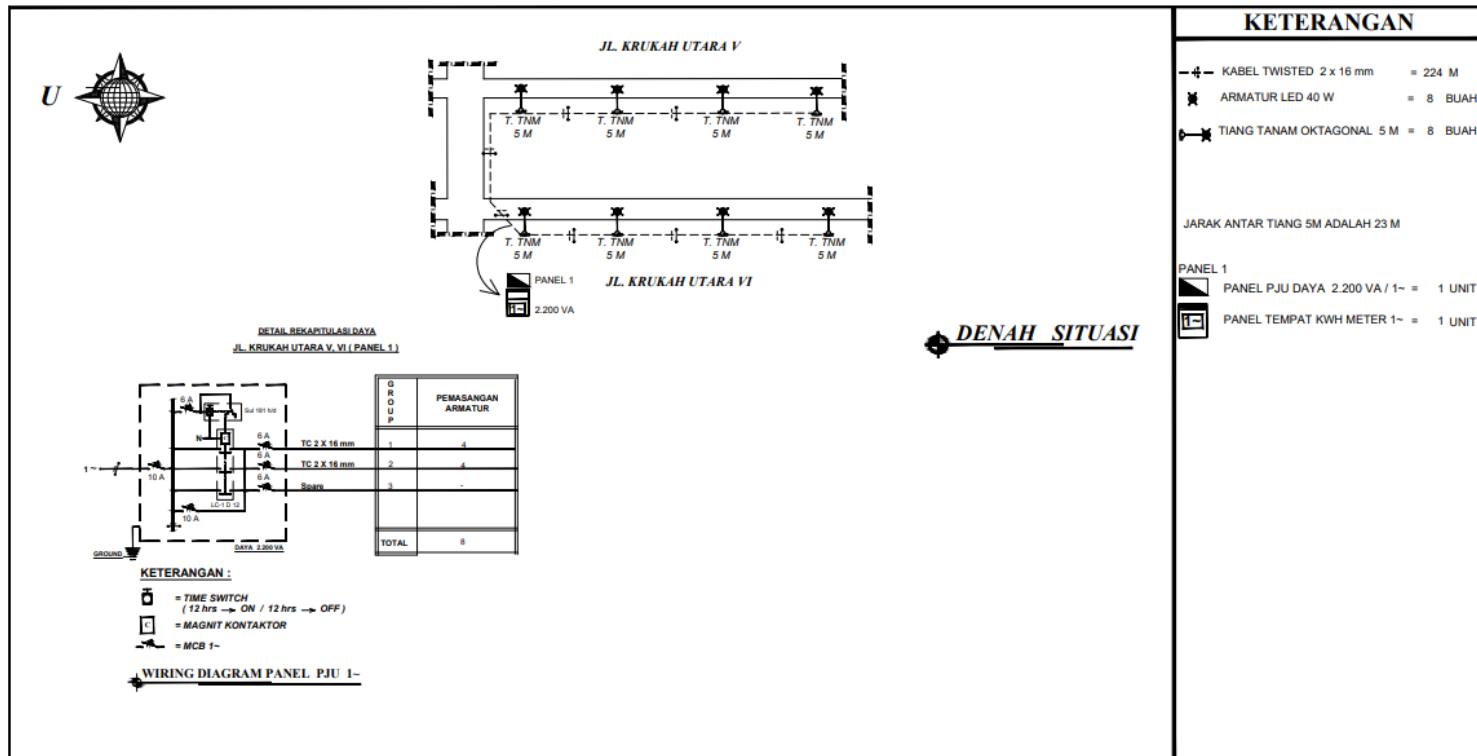 U
JL. KRUKAH UTARA V
T. TNM
5 M
T. TNM
5 M
T. TNM
5 M
T. TNM
5 M
T. TNM
5 M
T. TNM
5 M
T. TNM
5 M
T. TNM
5 M
PANEL 1
1~
2.200 VA
JL. KRUKAH UTARA VI
DENAH SITUASI
DETAIL REKAPITULASI DAYA
JL. KRUKAH UTARA V, VI ( PANEL 1 )
GROUP
PEMASANGAN
ARMATUR
1 4
2 4
3 -
TOTAL 8
6 A
N
6 A
TC 2 X 16 mm
6 A
TC 2 X 16 mm
1 ~
10 A
6 A
Spare
LC-1 D 12
10 A
GROUND
DAYA 2.200 VA
KETERANGAN :
= TIME SWITCH
( 12 hrs → ON / 12 hrs → OFF )
C = MAGNIT KONTAKTOR
= MCB 1~
WIRING DIAGRAM PANEL PJU 1~
KETERANGAN
KABEL TWISTED 2 x 16 mm = 224 M
ARMATUR LED 40 W = 8 BUAH
TIANG TANAM OKTAGONAL 5 M = 8 BUAH
JARAK ANTAR TIANG 5M ADALAH 23 M
PANEL 1
PANEL PJU DAYA 2.200 VA / 1~ = 1 UNIT
1~ PANEL TEMPAT KWH METER 1~ = 1 UNIT